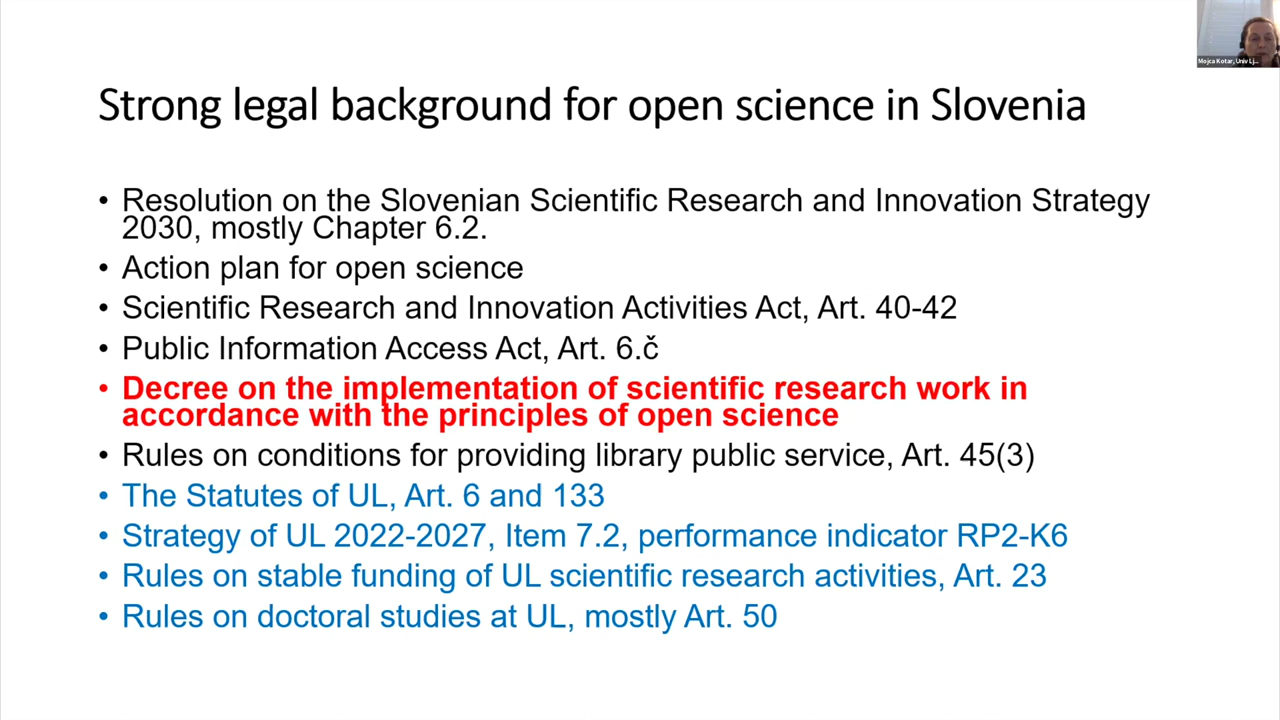 Mojca Kotar, Univ Lj...
Strong legal background for open science in Slovenia
• Resolution on the Slovenian Scientific Research and Innovation Strategy
2030, mostly Chapter 6.2.
• Action plan for open science
• Scientific Research and Innovation Activities Act, Art. 40-42
• Public Information Access Act, Art. 6.č
• Decree on the implementation of scientific research work in
accordance with the principles of open science
• Rules on conditions for providing library public service, Art. 45(3)
• The Statutes of UL, Art. 6 and 133
• Strategy of UL 2022-2027, Item 7.2, performance indicator RP2-K6
• Rules on stable funding of UL scientific research activities, Art. 23
• Rules on doctoral studies at UL, mostly Art. 50